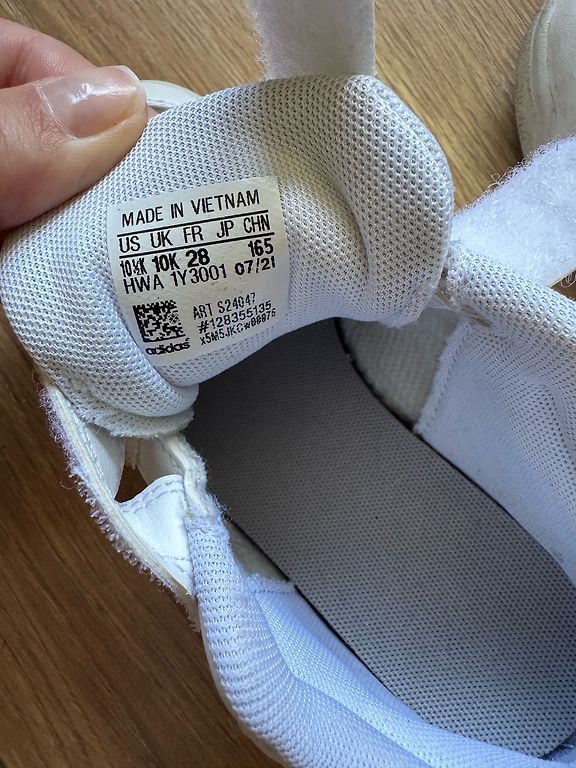 MADE IN VIETNAM
US UK FR JP CHN
10½K 10K 28 165
HWA 1Y3001 07/21
ART S24047
#128355135
adidas